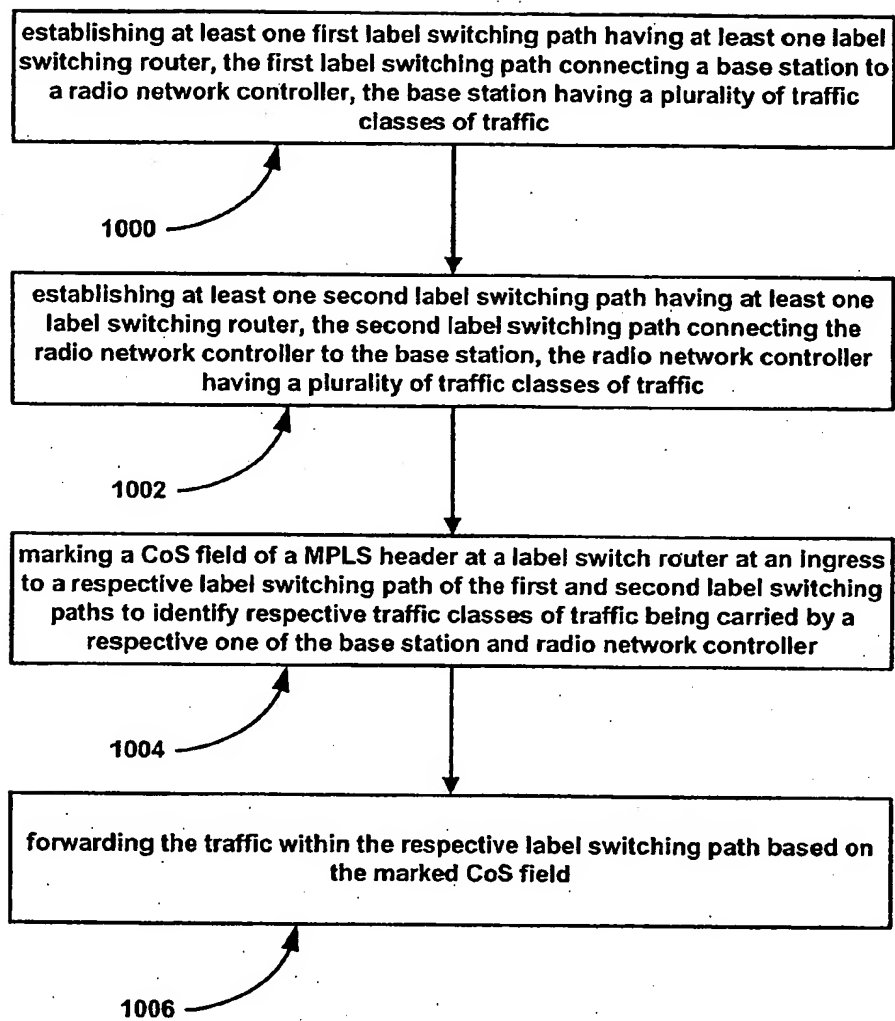 establishing at least one first label switching path having at least one label
switching router, the first label switching path connecting a base station to
a radio network controller, the base station having a plurality of traffic
classes of traffic
1000
establishing at least one second label switching path having at least one
label switching router, the second label switching path connecting the
radio network controller to the base station, the radio network controller
having a plurality of traffic classes of traffic
1002
marking a CoS field of a MPLS header at a label switch router at an ingress
to a respective label switching path of the first and second label switching
paths to identify respective traffic classes of traffic being carried by a
respective one of the base station and radio network controller
1004
forwarding the traffic within the respective label switching path based on
the marked CoS field
1006